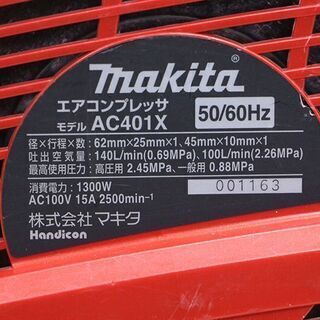 makita
エアコンプレッサ
モデル AC401X
50/60Hz
径×行程×数：62mm×25mm×1、45mm×10mm×1
吐出空気量：140L/min(0.69MPa)、100L/min(2.26MPa)
最高使用圧力：高圧用 2.45MPa、一般用 0.88MPa
消費電力：1300W
001163
AC100V 15A 2500min⁻¹
株式会社マキタ
Handicon